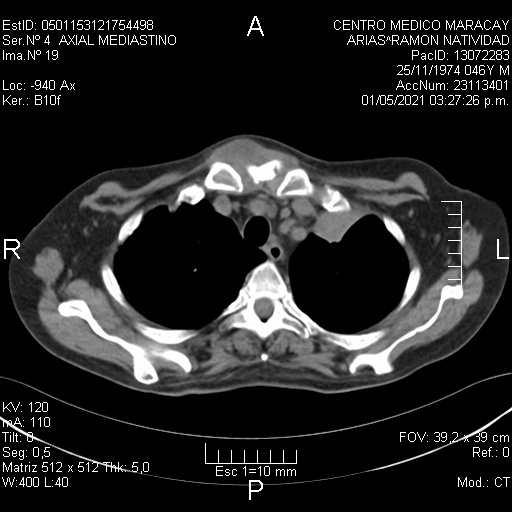 EstID: 0501153121754498
Ser.Nº 4 AXIAL MEDIASTINO
Ima.Nº 19
Loc: -940 Ax
Ker.: B10f
A
CENTRO MEDICO MARACAY
ARIAS^RAMON NATIVIDAD
PacID: 13072283
25/11/1974 046Y M
AccNum: 23113401
01/05/2021 03:27:26 p.m.
R
L
KV: 120
mA: 110
Tilt: 0
Seg: 0,5
Matriz 512 x 512 Thk: 5,0
W:400 L:40
Esc 1=10 mm
P
FOV: 39,2 x 39 cm
Ref.: 0
Mod.: CT